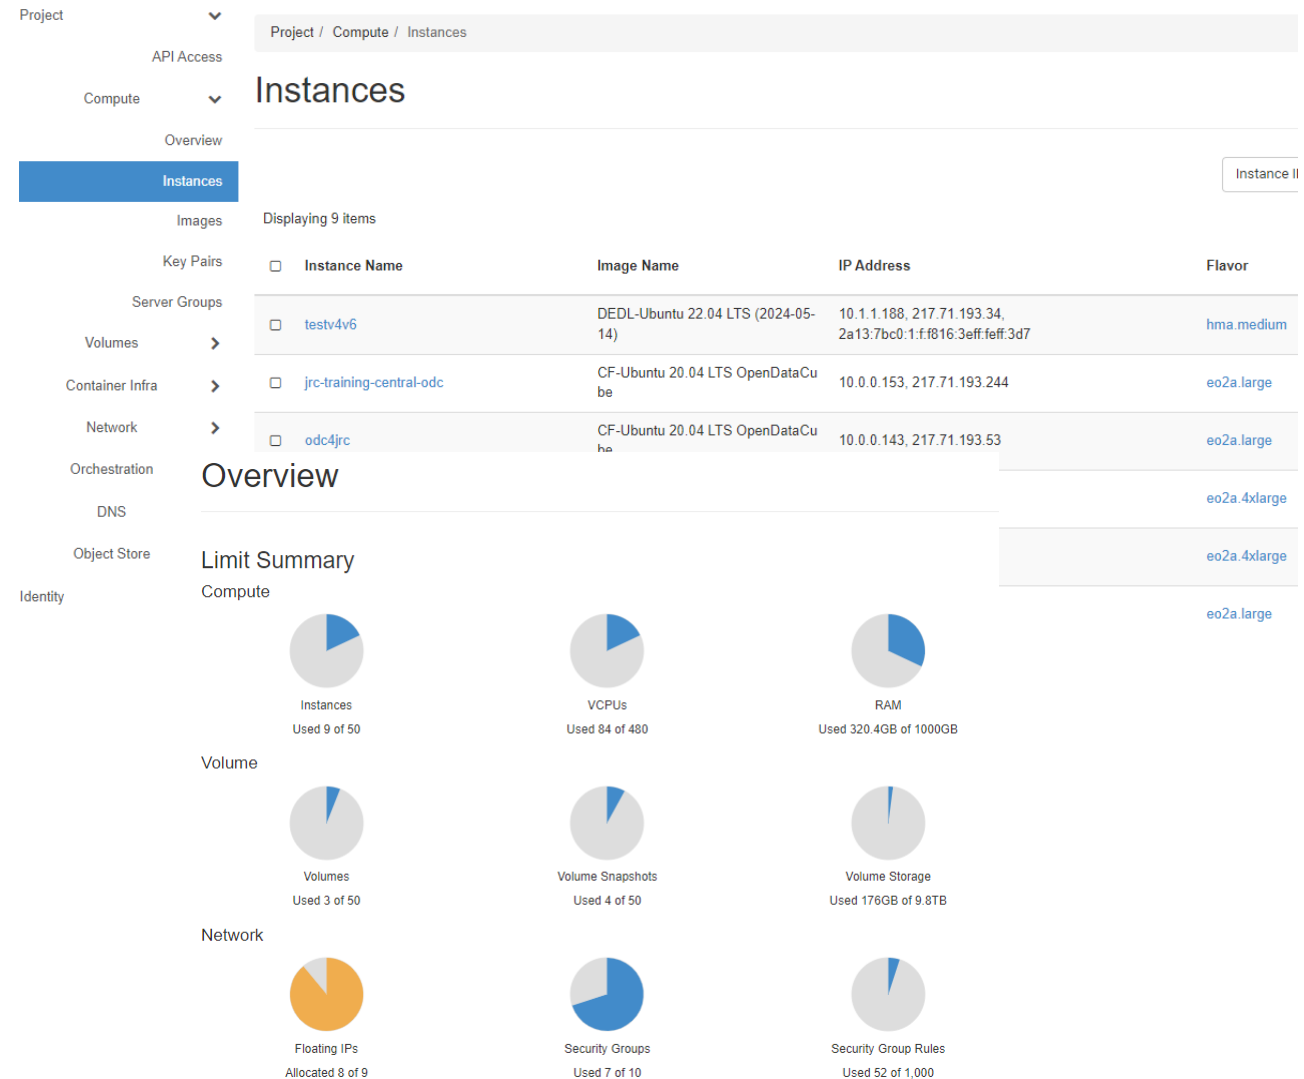 Project
API Access
Compute
Overview
Instances
Images
Key Pairs
Server Groups
Volumes
Container Infra
Network
Orchestration
DNS
Object Store
Identity
Project / Compute / Instances
Instances
Instance I
Displaying 9 items
Instance Name Image Name IP Address Flavor
testv4v6 DEDL-Ubuntu 22.04 LTS (2024-05- 10.1.1.188, 217.71.193.34, hma.medium
14) 2a13:7bc0:1:f:f816:3eff:feff:3d7
jrc-training-central-odc CF-Ubuntu 20.04 LTS OpenDataCu 10.0.0.153, 217.71.193.244 eo2a.large
be
odc4jrc CF-Ubuntu 20.04 LTS OpenDataCu 10.0.0.143, 217.71.193.53 eo2a.large
be
eo2a.4xlarge
eo2a.4xlarge
eo2a.large
Overview
Limit Summary
Compute
Instances VCPUs RAM
Used 9 of 50 Used 84 of 480 Used 320.4GB of 1000GB
Volume
Volumes Volume Snapshots Volume Storage
Used 3 of 50 Used 4 of 50 Used 176GB of 9.8TB
Network
Floating IPs Security Groups Security Group Rules
Allocated 8 of 9 Used 7 of 10 Used 52 of 1,000